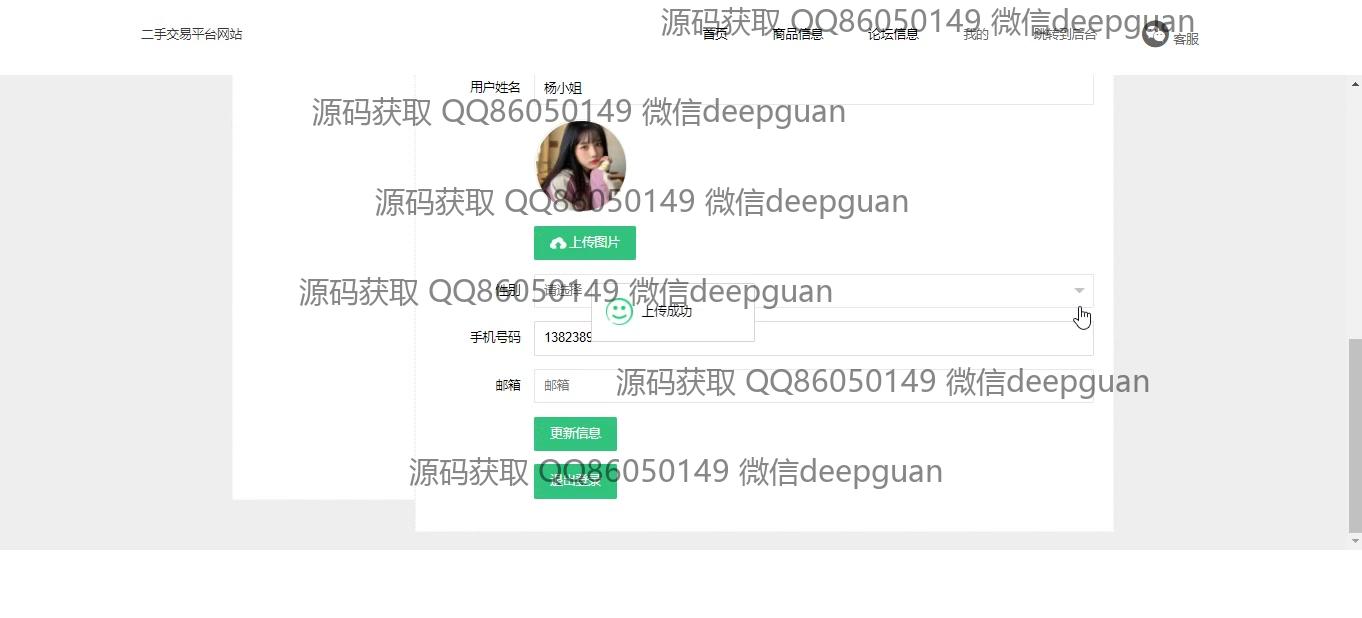 源码获取 QQ86050149 微信deepguan
二手交易平台网站 首页 商品信息 论坛信息 我的 跳转到后台 客服
用户姓名 杨小姐
源码获取 QQ86050149 微信deepguan
源码获取 QQ86050149 微信deepguan
上传图片
性别 请选择
源码获取 QQ86050149 微信deepguan
上传成功
手机号码 1382389
邮箱 邮箱
源码获取 QQ86050149 微信deepguan
更新信息
源码获取 QQ86050149 微信deepguan
退出登录